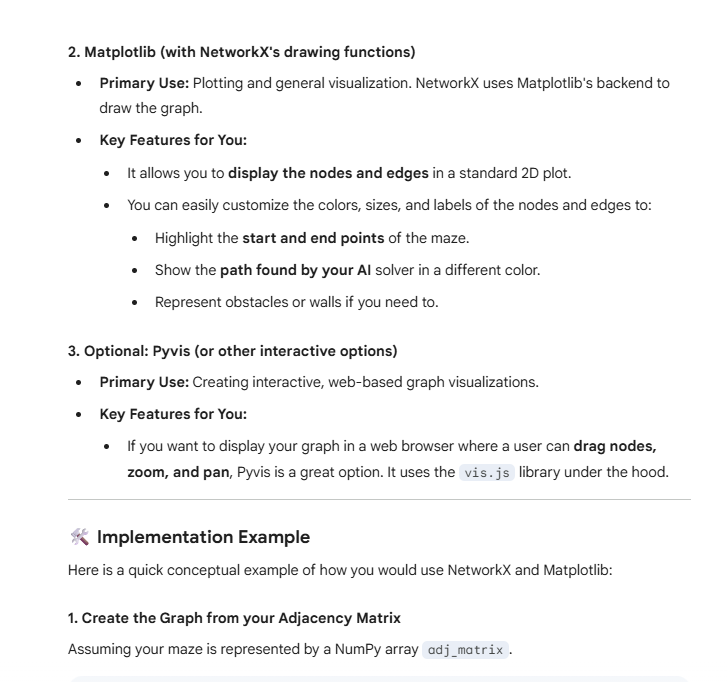 2. Matplotlib (with NetworkX's drawing functions)
Primary Use: Plotting and general visualization. NetworkX uses Matplotlib's backend to
draw the graph.
Key Features for You:
It allows you to display the nodes and edges in a standard 2D plot.
You can easily customize the colors, sizes, and labels of the nodes and edges to:
Highlight the start and end points of the maze.
Show the path found by your AI solver in a different color.
Represent obstacles or walls if you need to.
3. Optional: Pyvis (or other interactive options)
Primary Use: Creating interactive, web-based graph visualizations.
Key Features for You:
If you want to display your graph in a web browser where a user can drag nodes,
zoom, and pan, Pyvis is a great option. It uses the vis.js library under the hood.
🛠️ Implementation Example
Here is a quick conceptual example of how you would use NetworkX and Matplotlib:
1. Create the Graph from your Adjacency Matrix
Assuming your maze is represented by a NumPy array adj_matrix.